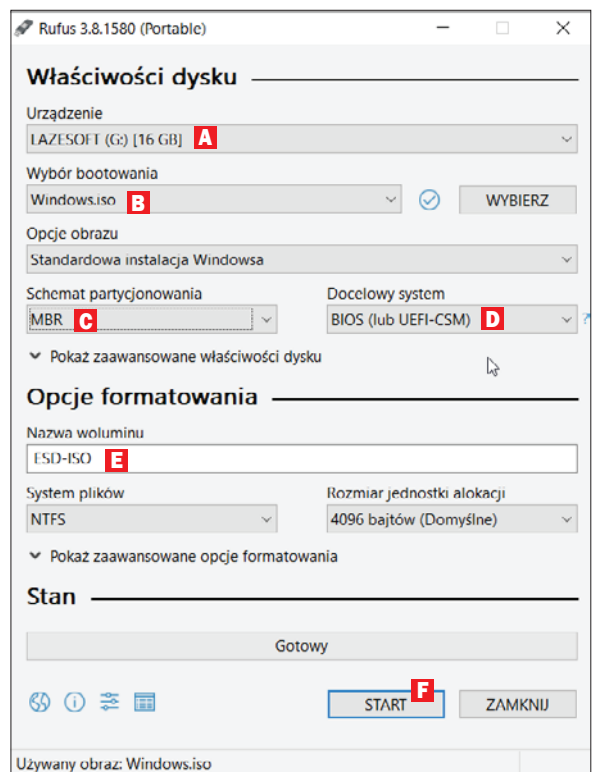 Rufus 3.8.1580 (Portable)
Właściwości dysku
Urządzenie
LAZESOFT (G:) [16 GB] A
Wybór bootowania
Windows.iso B WYBIERZ
Opcje obrazu
Standardowa instalacja Windowsa
Schemat partycjonowania Docelowy system
MBR C BIOS (lub UEFI-CSM) D ?
Pokaż zaawansowane właściwości dysku
Opcje formatowania
Nazwa woluminu
ESD-ISO E
System plików Rozmiar jednostki alokacji
NTFS 4096 bajtów (Domyślne)
Pokaż zaawansowane opcje formatowania
Stan
Gotowy
START F ZAMKNIJ
Używany obraz: Windows.iso